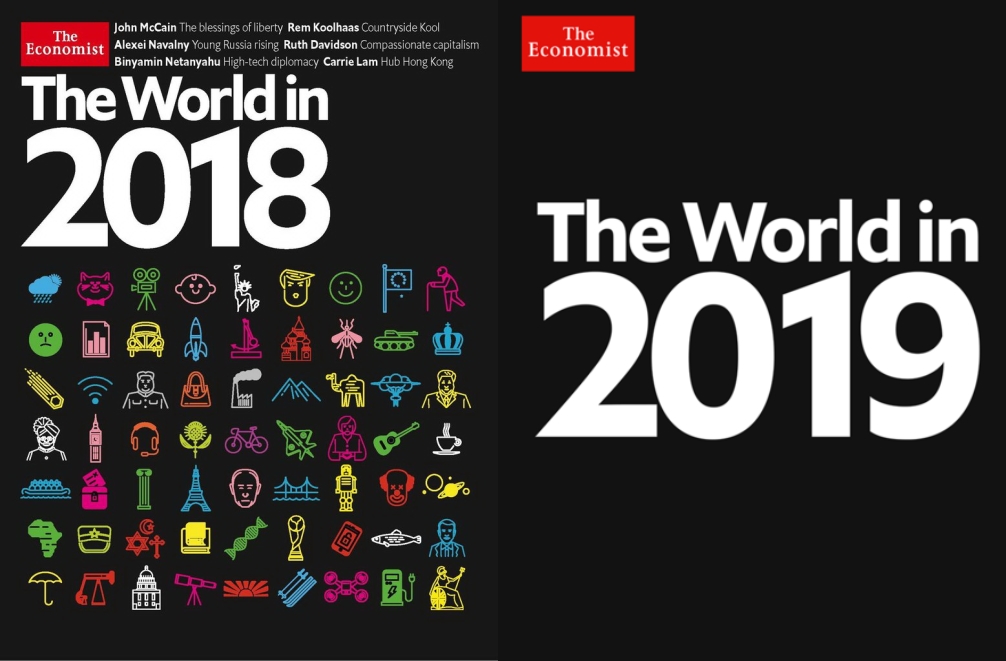 The
Economist
John McCain The blessings of liberty Rem Koolhaas Countryside Kool
Alexei Navalny Young Russia rising Ruth Davidson Compassionate capitalism
Binyamin Netanyahu High-tech diplomacy Carrie Lam Hub Hong Kong
The World in
2018
The
Economist
The World in
2019